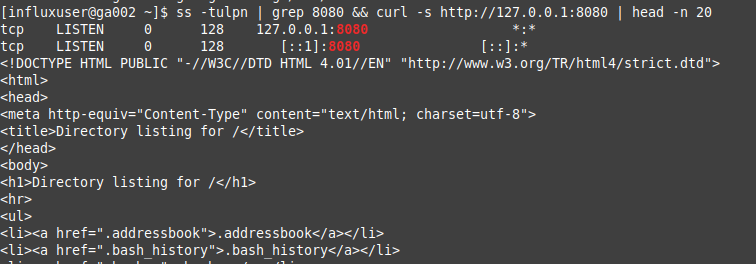 [influxuser@ga002 ~]$ ss -tulpn | grep 8080 && curl -s http://127.0.0.1:8080 | head -n 20
tcp    LISTEN     0      128    127.0.0.1:8080                  *:*
tcp    LISTEN     0      128       [::1]:8080               [::]:*
<!DOCTYPE HTML PUBLIC "-//W3C//DTD HTML 4.01//EN" "http://www.w3.org/TR/html4/strict.dtd">
<html>
<head>
<meta http-equiv="Content-Type" content="text/html; charset=utf-8">
<title>Directory listing for /</title>
</head>
<body>
<h1>Directory listing for /</h1>
<hr>
<ul>
<li><a href=".addressbook">.addressbook</a></li>
<li><a href=".bash_history">.bash_history</a></li>